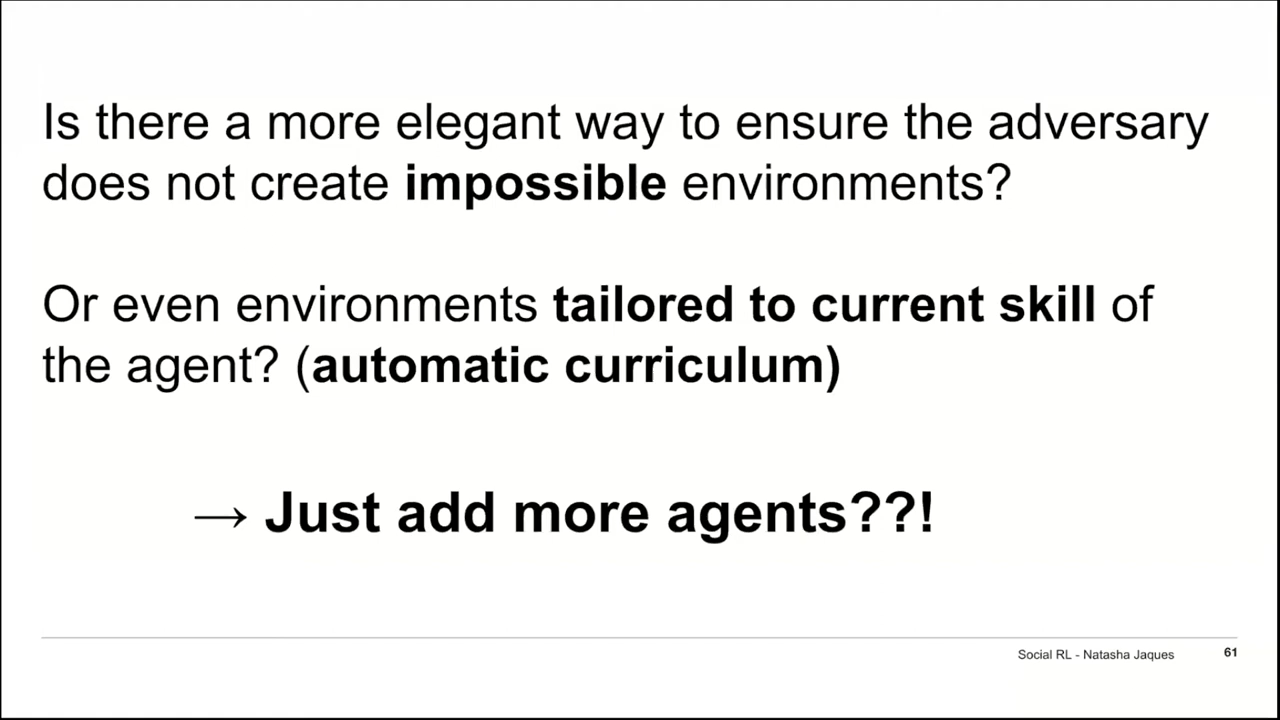 Is there a more elegant way to ensure the adversary
does not create impossible environments?
Or even environments tailored to current skill of
the agent? (automatic curriculum)
→ Just add more agents??!
Social RL - Natasha Jaques
61